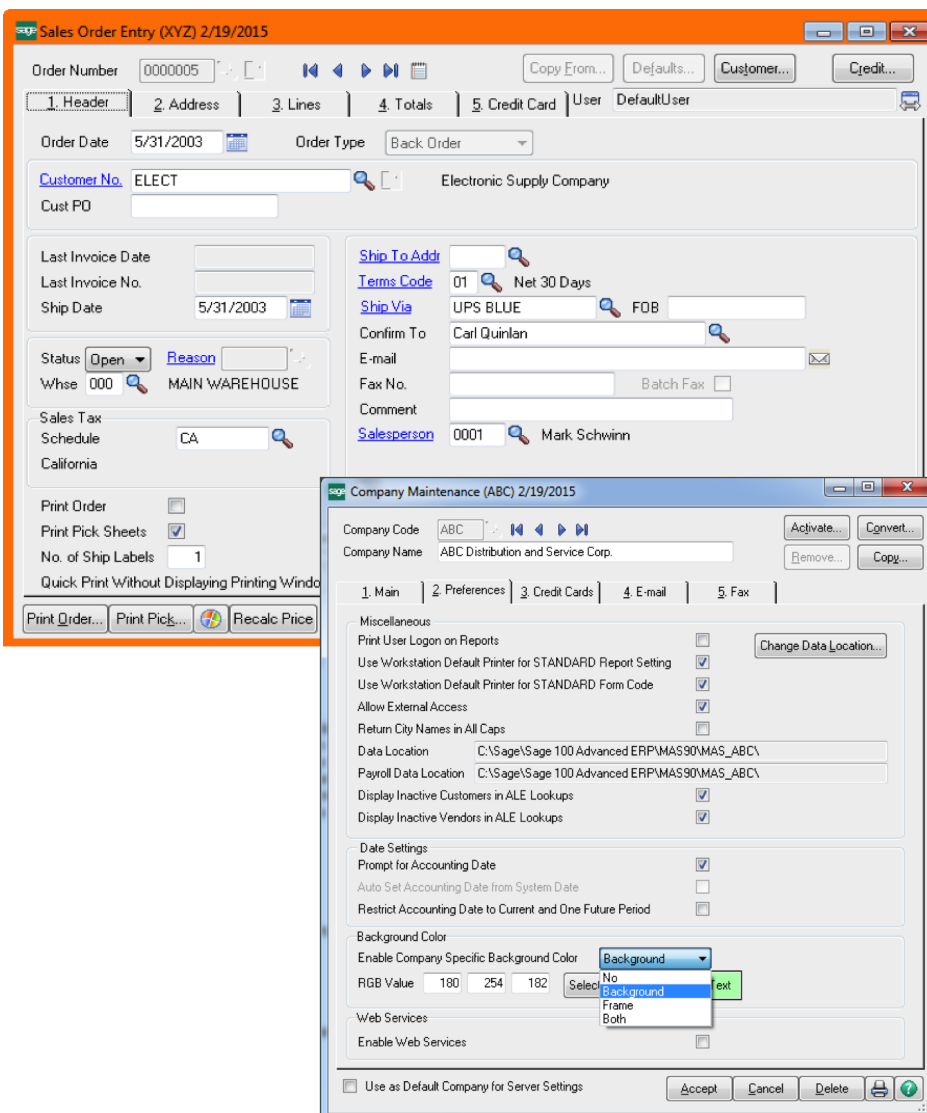 sage Sales Order Entry (XYZ) 2/19/2015
Order Number 0000005 Copy From... Defaults... Customer... Credit...
1. Header 2. Address 3. Lines 4. Totals 5. Credit Card User DefaultUser
Order Date 5/31/2003 Order Type Back Order
Customer No. ELECT Electronic Supply Company
Cust PO
Last Invoice Date
Last Invoice No.
Ship Date 5/31/2003
Ship To Addr
Terms Code 01 Net 30 Days
Ship Via UPS BLUE FOB
Confirm To Carl Quinlan
E-mail
Fax No. Batch Fax
Comment
Salesperson 0001 Mark Schwinn
Status Open Reason
Whse 000 MAIN WAREHOUSE
Sales Tax
Schedule CA
California
Print Order
Print Pick Sheets
No. of Ship Labels 1
Quick Print Without Displaying Printing Windo
Print Order... Print Pick... Recalc Price
sage Company Maintenance (ABC) 2/19/2015
Company Code ABC Activate... Convert...
Company Name ABC Distribution and Service Corp. Remove... Copy...
1. Main 2. Preferences 3. Credit Cards 4. E-mail 5. Fax
Miscellaneous
Print User Logon on Reports Change Data Location...
Use Workstation Default Printer for STANDARD Report Setting
Use Workstation Default Printer for STANDARD Form Code
Allow External Access
Return City Names in All Caps
Data Location C:\Sage\Sage 100 Advanced ERP\MAS90\MAS_ABC\
Payroll Data Location C:\Sage\Sage 100 Advanced ERP\MAS90\MAS_ABC\
Display Inactive Customers in ALE Lookups
Display Inactive Vendors in ALE Lookups
Date Settings
Prompt for Accounting Date
Auto Set Accounting Date from System Date
Restrict Accounting Date to Current and One Future Period
Background Color
Enable Company Specific Background Color Background
RGB Value 180 254 182 Selec ext
No
Background
Frame
Both
Web Services
Enable Web Services
Use as Default Company for Server Settings Accept Cancel Delete